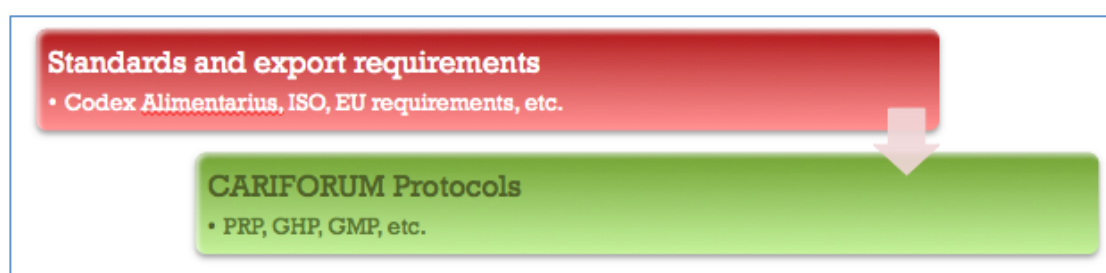 Standards and export requirements
• Codex Alimentarius, ISO, EU requirements, etc.
CARIFORUM Protocols
• PRP, GHP, GMP, etc.